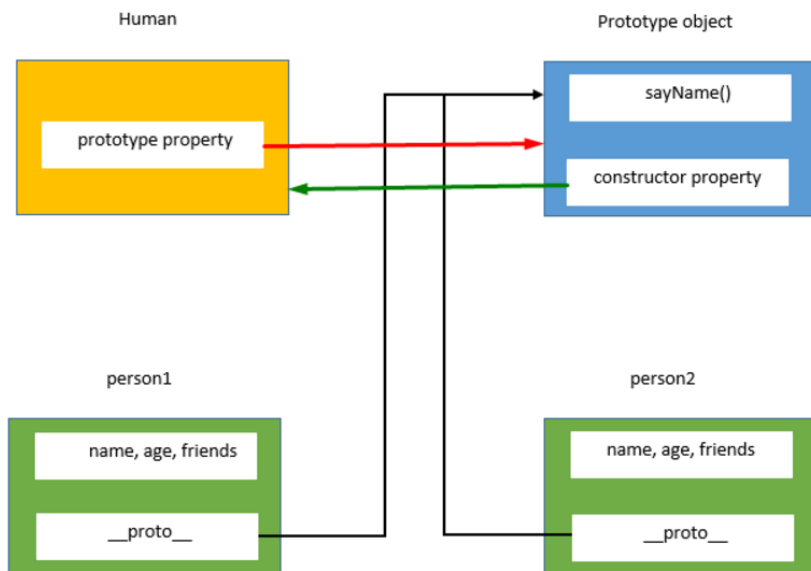 Human
Prototype object
sayName()
prototype property
constructor property
person1
person2
name, age, friends
name, age, friends
__proto__
__proto__